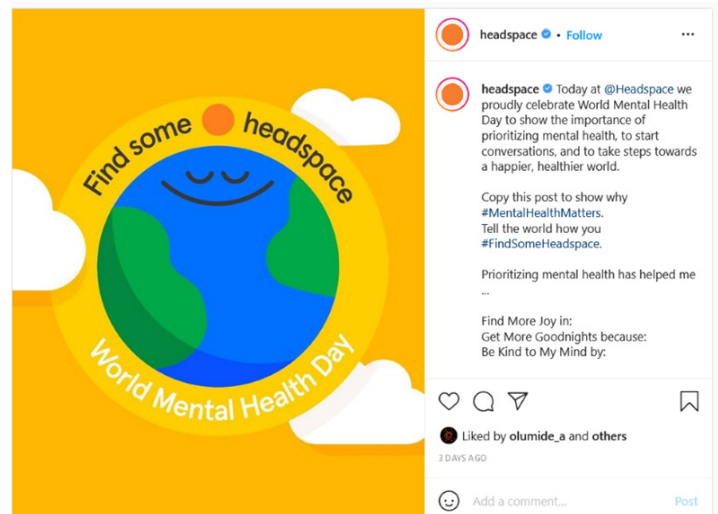 Find some headspace
World Mental Health Day
headspace • Follow
headspace Today at @Headspace we
proudly celebrate World Mental Health
Day to show the importance of
prioritizing mental health, to start
conversations, and to take steps towards
a happier, healthier world.
Copy this post to show why
#MentalHealthMatters.
Tell the world how you
#FindSomeHeadspace.
Prioritizing mental health has helped me
...
Find More Joy in:
Get More Goodnights because:
Be Kind to My Mind by:
Liked by olumide_a and others
3 DAYS AGO
Add a comment...
Post